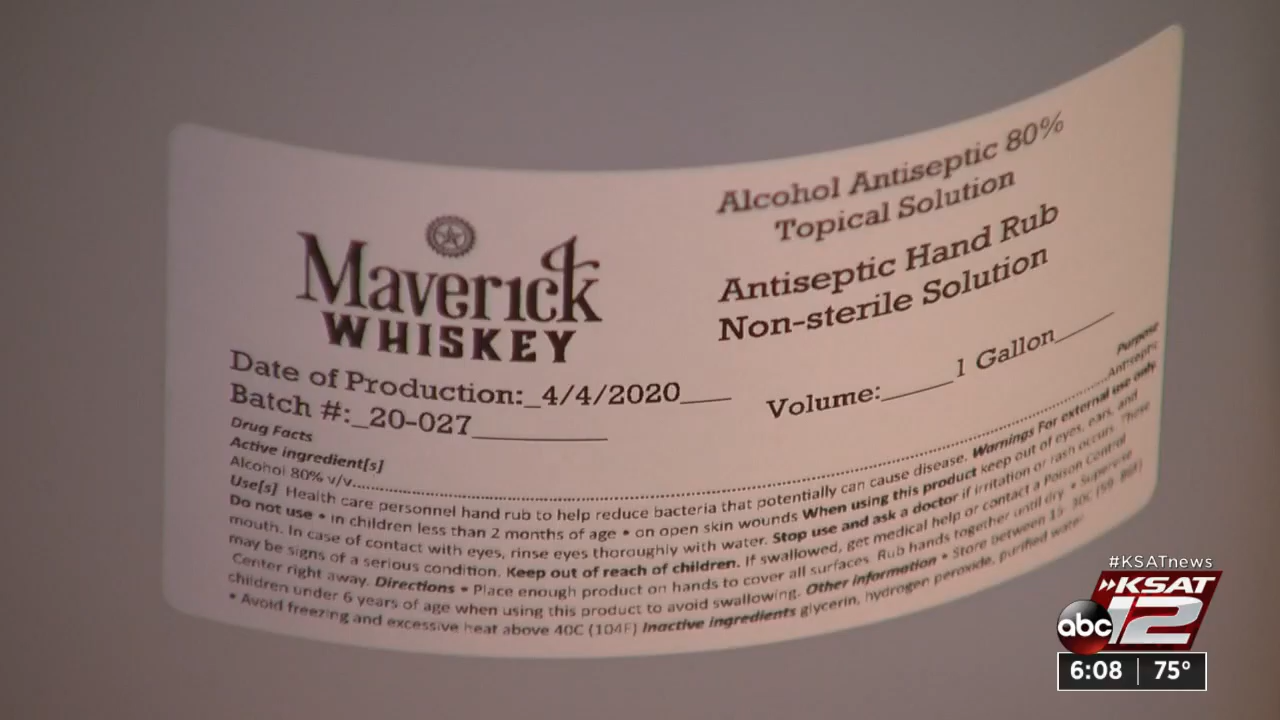 Maverick
WHISKEY
Date of Production:_4/4/2020___
Batch #:_20-027__________
Alcohol Antiseptic 80%
Topical Solution
Antiseptic Hand Rub
Non-sterile Solution
Volume:_____1 Gallon____
Drug Facts
Active ingredient[s]
Purpose
Alcohol 80% v/v................................................Antiseptic
Use[s] Health care personnel hand rub to help reduce bacteria that potentially can cause disease. Warnings For external use only.
Do not use • in children less than 2 months of age • on open skin wounds When using this product keep out of eyes, ears, and
mouth. In case of contact with eyes, rinse eyes thoroughly with water. Stop use and ask a doctor if irritation or rash occurs. These
may be signs of a serious condition. Keep out of reach of children. If swallowed, get medical help or contact a Poison Control
Center right away. Directions • Place enough product on hands to cover all surfaces. Rub hands together until dry. • Supervise
children under 6 years of age when using this product to avoid swallowing. Other information • Store between 15-30C (59-86F)
• Avoid freezing and excessive heat above 40C (104F) Inactive ingredients glycerin, hydrogen peroxide, purified water
#KSATnews
KSAT
abc 12
6:08 75°